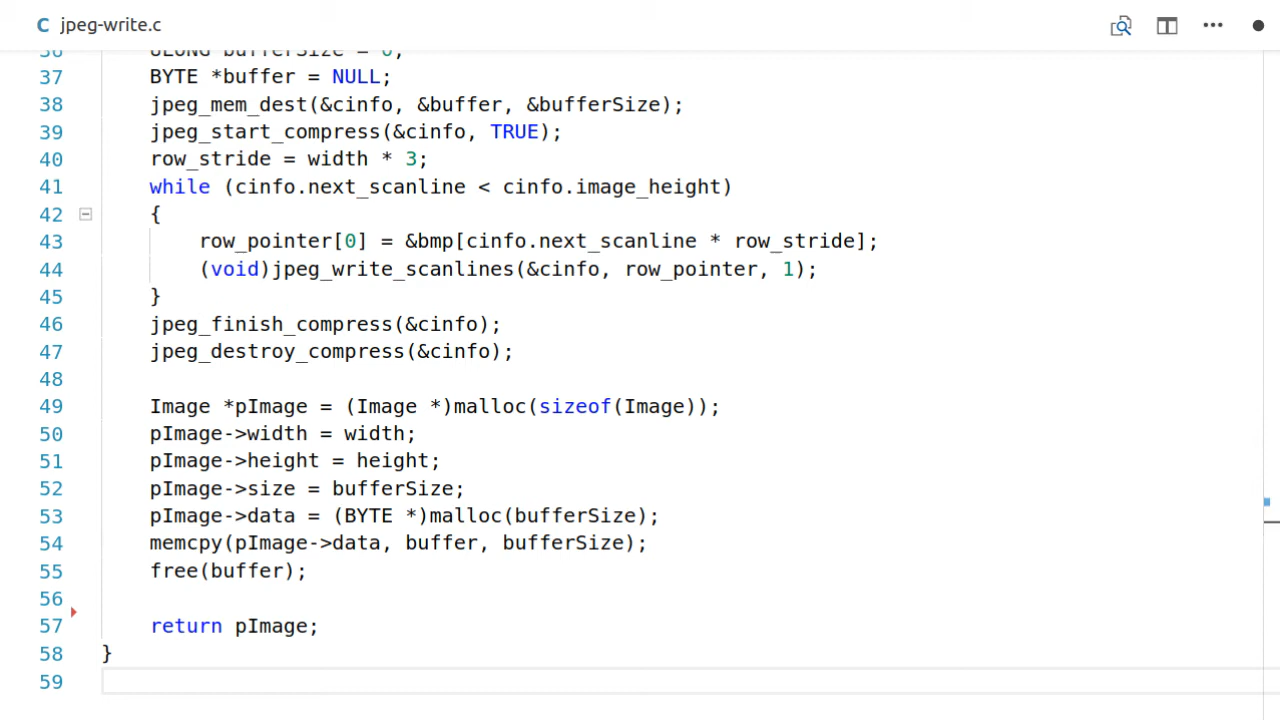 C jpeg-write.c
36 ULONG bufferSize = 0;
37 BYTE *buffer = NULL;
38 jpeg_mem_dest(&cinfo, &buffer, &bufferSize);
39 jpeg_start_compress(&cinfo, TRUE);
40 row_stride = width * 3;
41 while (cinfo.next_scanline < cinfo.image_height)
42 {
43 row_pointer[0] = &bmp[cinfo.next_scanline * row_stride];
44 (void)jpeg_write_scanlines(&cinfo, row_pointer, 1);
45 }
46 jpeg_finish_compress(&cinfo);
47 jpeg_destroy_compress(&cinfo);
48
49 Image *pImage = (Image *)malloc(sizeof(Image));
50 pImage->width = width;
51 pImage->height = height;
52 pImage->size = bufferSize;
53 pImage->data = (BYTE *)malloc(bufferSize);
54 memcpy(pImage->data, buffer, bufferSize);
55 free(buffer);
56
57 return pImage;
58 }
59